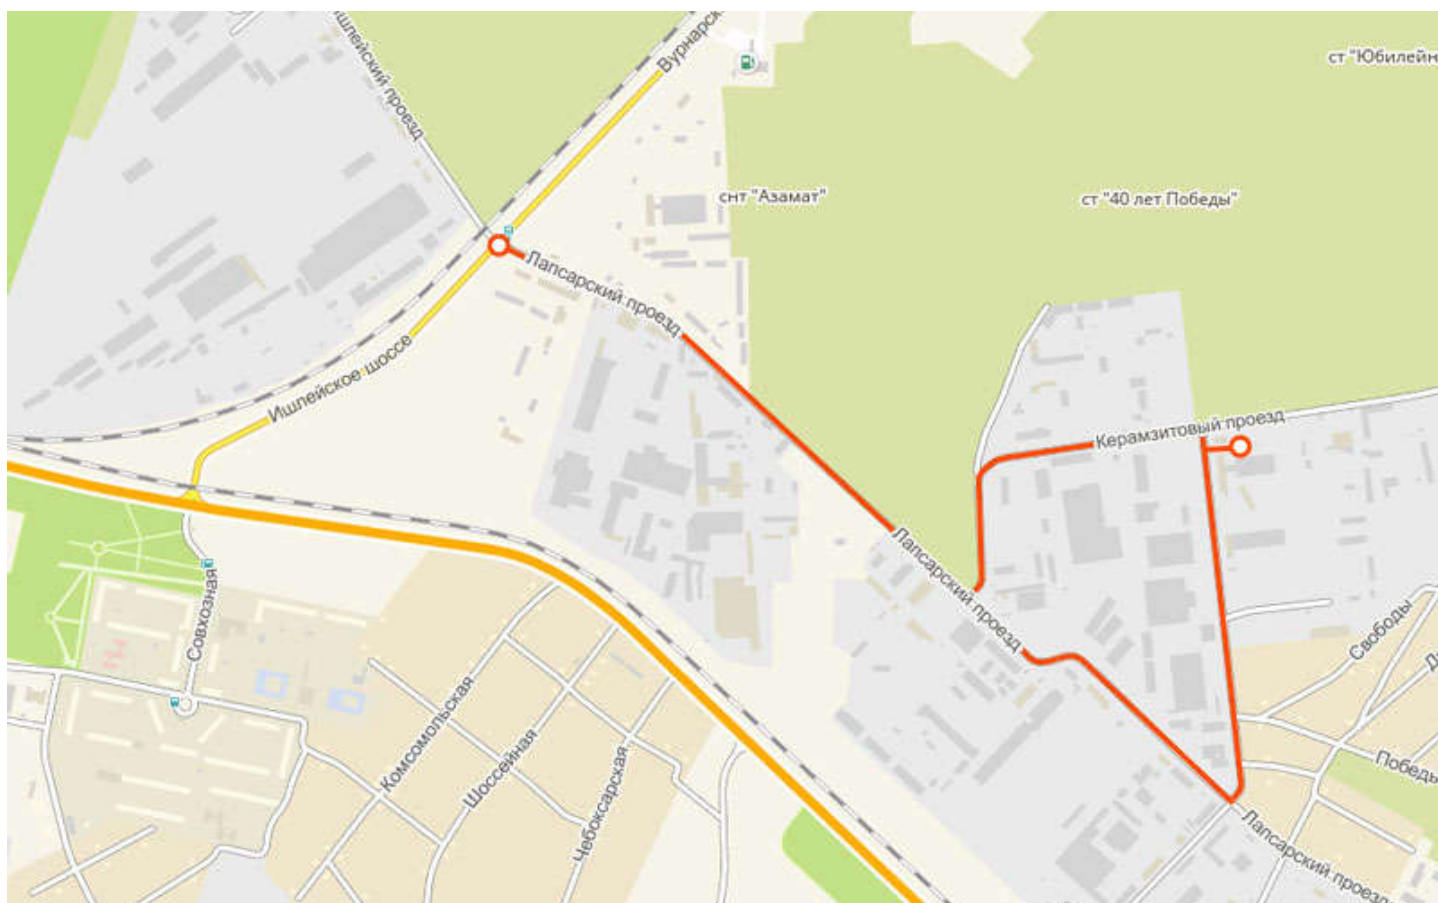 ст "Юбилейн
Вурнарск
шлейский проезд
снт "Азамат"
ст "40 лет Победы"
Лапсарский проезд
Ишлейское шоссе
Керамзитовый проезд
Лапсарский проезд
Совхозная
Свободы
Комсомольская
Шоссейная
Чебоксарская
Победы
Лапсарский проезд